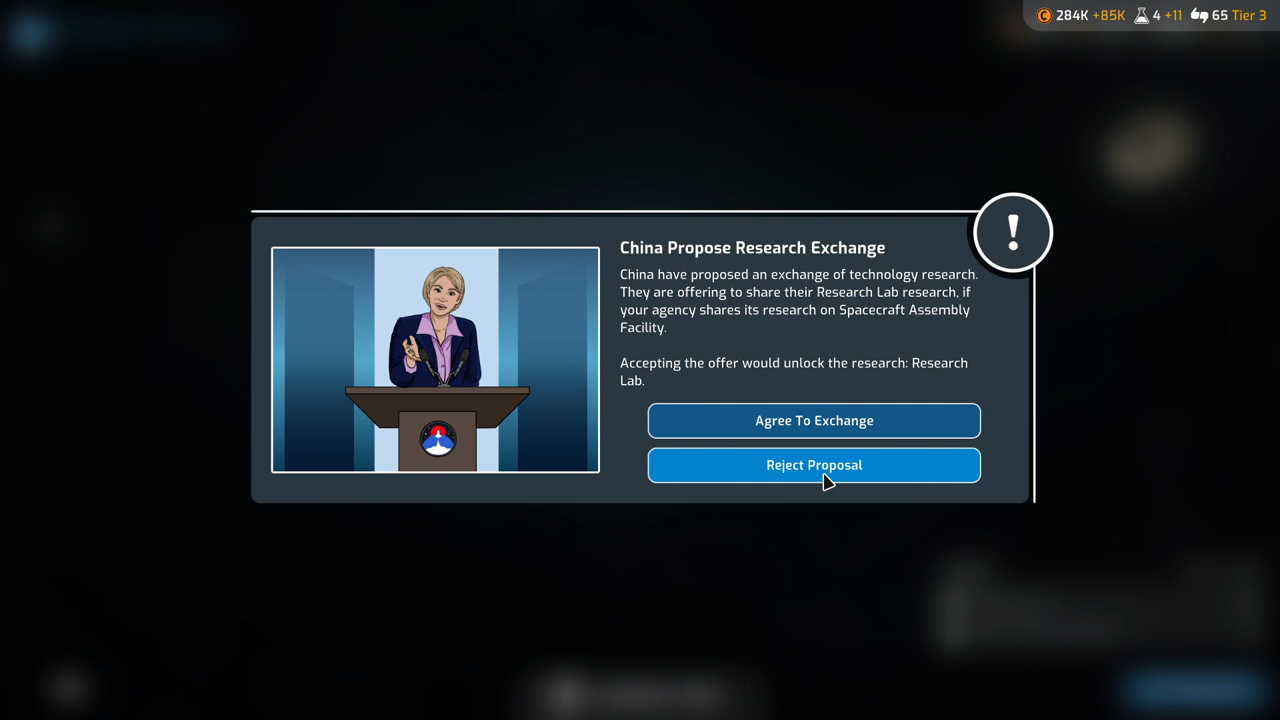 284K +85K 4 +11 65 Tier 3
!
China Propose Research Exchange
China have proposed an exchange of technology research.
They are offering to share their Research Lab research, if
your agency shares its research on Spacecraft Assembly
Facility.
Accepting the offer would unlock the research: Research
Lab.
Agree To Exchange
Reject Proposal